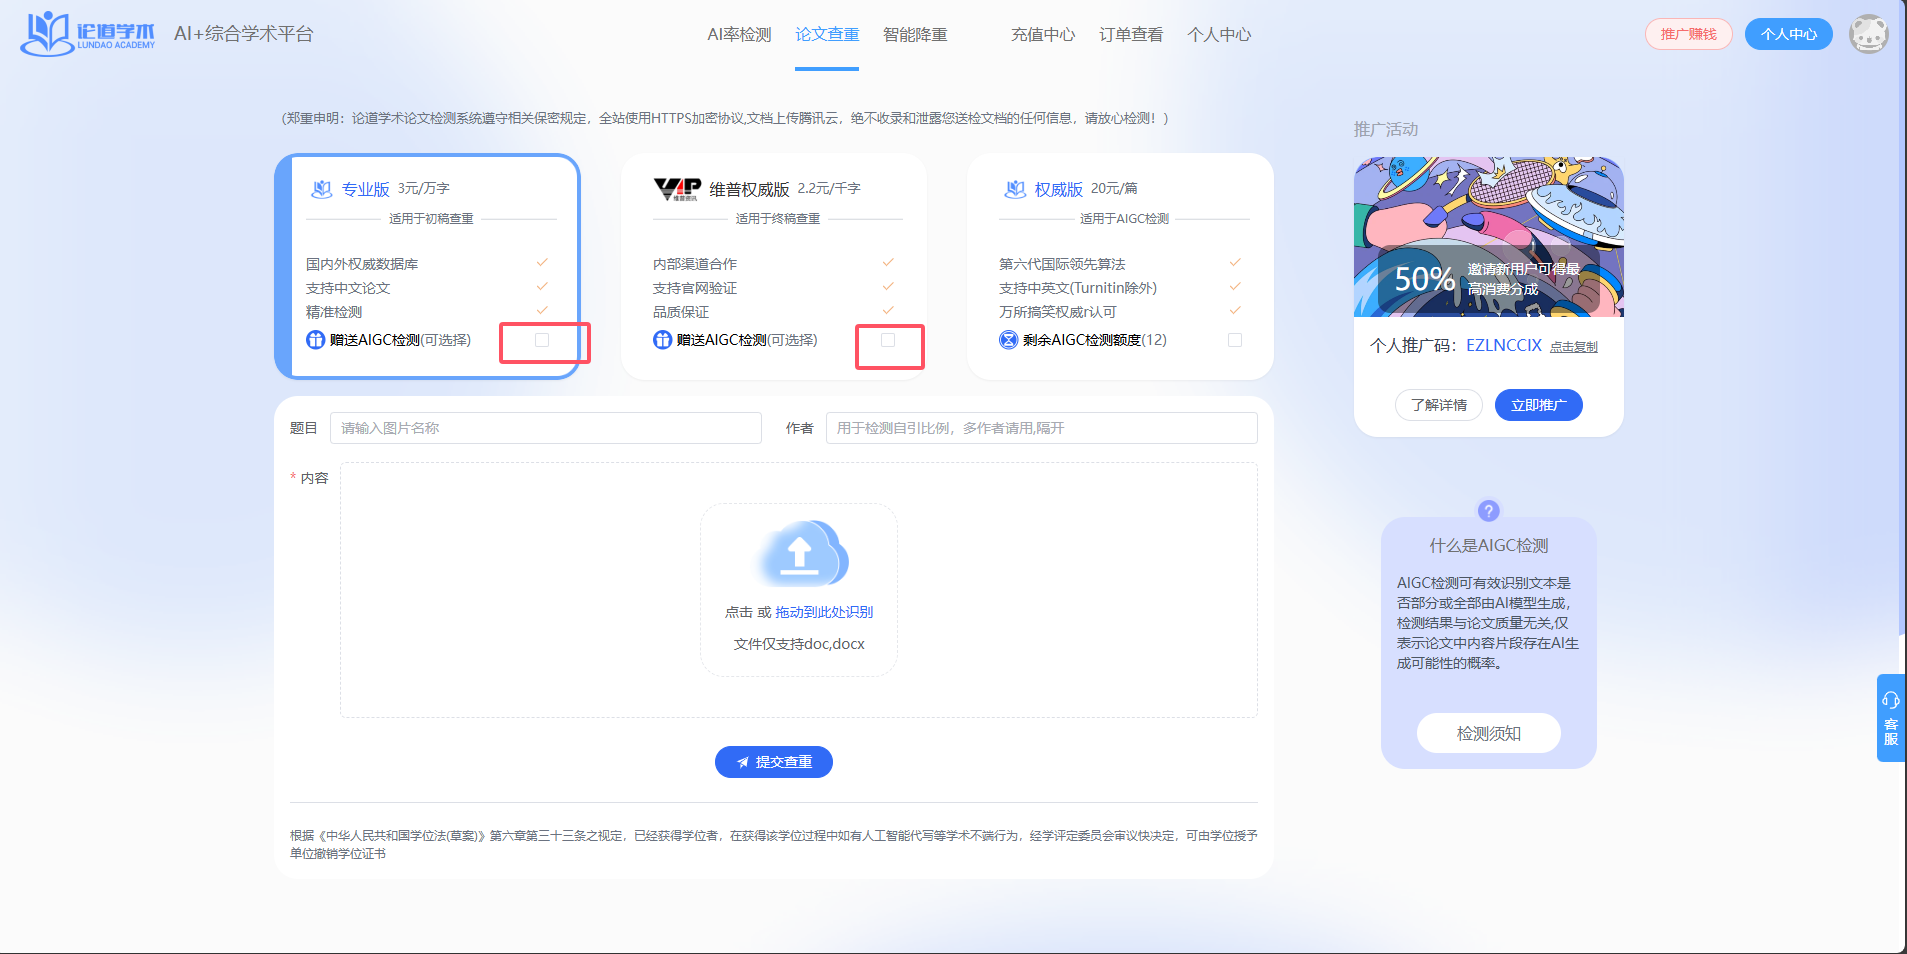 论道学术
LUNDAO ACADEMY
AI+综合学术平台
AI率检测 论文查重 智能降重 充值中心 订单查看 个人中心
推广赚钱 个人中心
(郑重申明：论道学术论文检测系统遵守相关保密规定，全站使用HTTPS加密协议,文档上传腾讯云，绝不收录和泄露您送检文档的任何信息，请放心检测！)
专业版 3元/万字
适用于初稿查重
国内外权威数据库
支持中文论文
精准检测
赠送AIGC检测(可选择)
VIP 维普资讯 维普权威版 2.2元/千字
适用于终稿查重
内部渠道合作
支持官网验证
品质保证
赠送AIGC检测(可选择)
权威版 20元/篇
适用于AIGC检测
第六代国际领先算法
支持中英文(Turnitin除外)
万所搞笑权威r认可
剩余AIGC检测额度(12)
题目 请输入图片名称 作者 用于检测自引比例，多作者请用,隔开
* 内容
点击 或 拖动到此处识别
文件仅支持doc,docx
提交查重
根据《中华人民共和国学位法(草案)》第六章第三十三条之视定，已经获得学位者，在获得该学位过程中如有人工智能代写等学术不端行为，经学评定委员会审议快决定，可由学位授予
单位撤销学位证书
推广活动
50% 邀请新用户可得最
高消费分成
个人推广码：EZLNCCIX 点击复制
了解详情 立即推广
?
什么是AIGC检测
AIGC检测可有效识别文本是
否部分或全部由AI模型生成，
检测结果与论文质量无关,仅
表示论文中内容片段存在AI生
成可能性的概率。
检测须知
客服